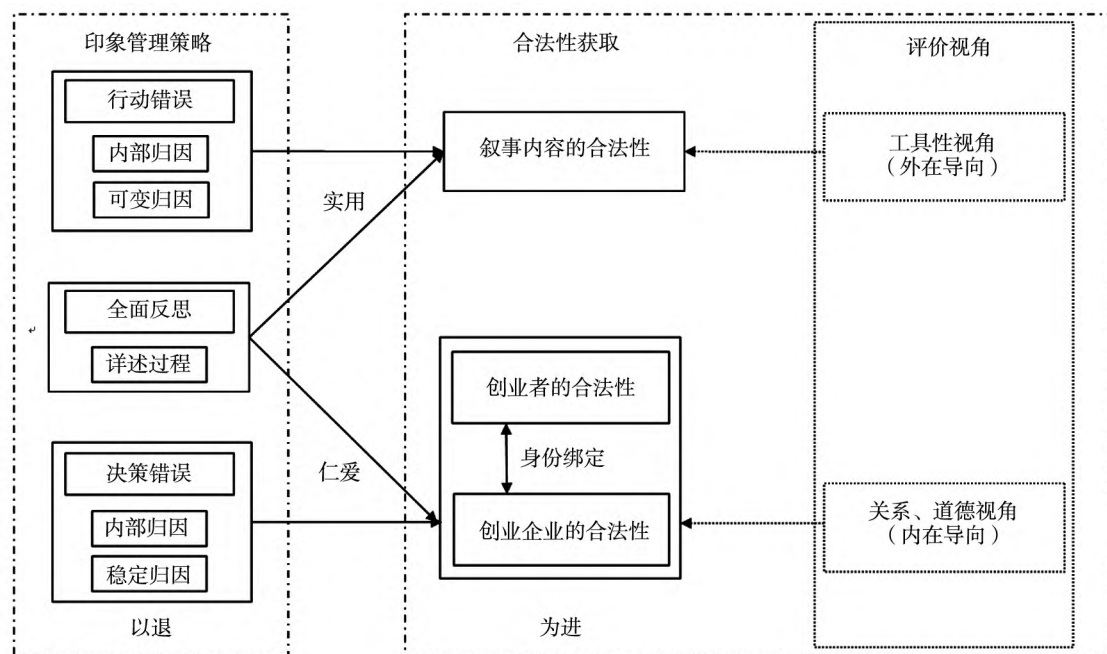 印象管理策略
行动错误
内部归因
可变归因
全面反思
详述过程
决策错误
内部归因
稳定归因
以退
实用
仁爱
合法性获取
叙事内容的合法性
创业者的合法性
身份绑定
创业企业的合法性
为进
评价视角
工具性视角
（外在导向）
关系、道德视角
（内在导向）